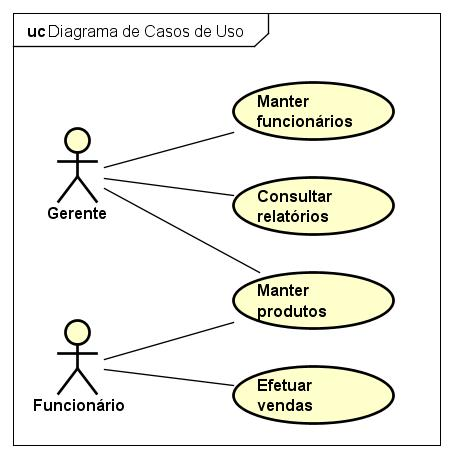 uc Diagrama de Casos de Uso
Manter
funcionários
Gerente
Consultar
relatórios
Manter
produtos
Funcionário
Efetuar
vendas